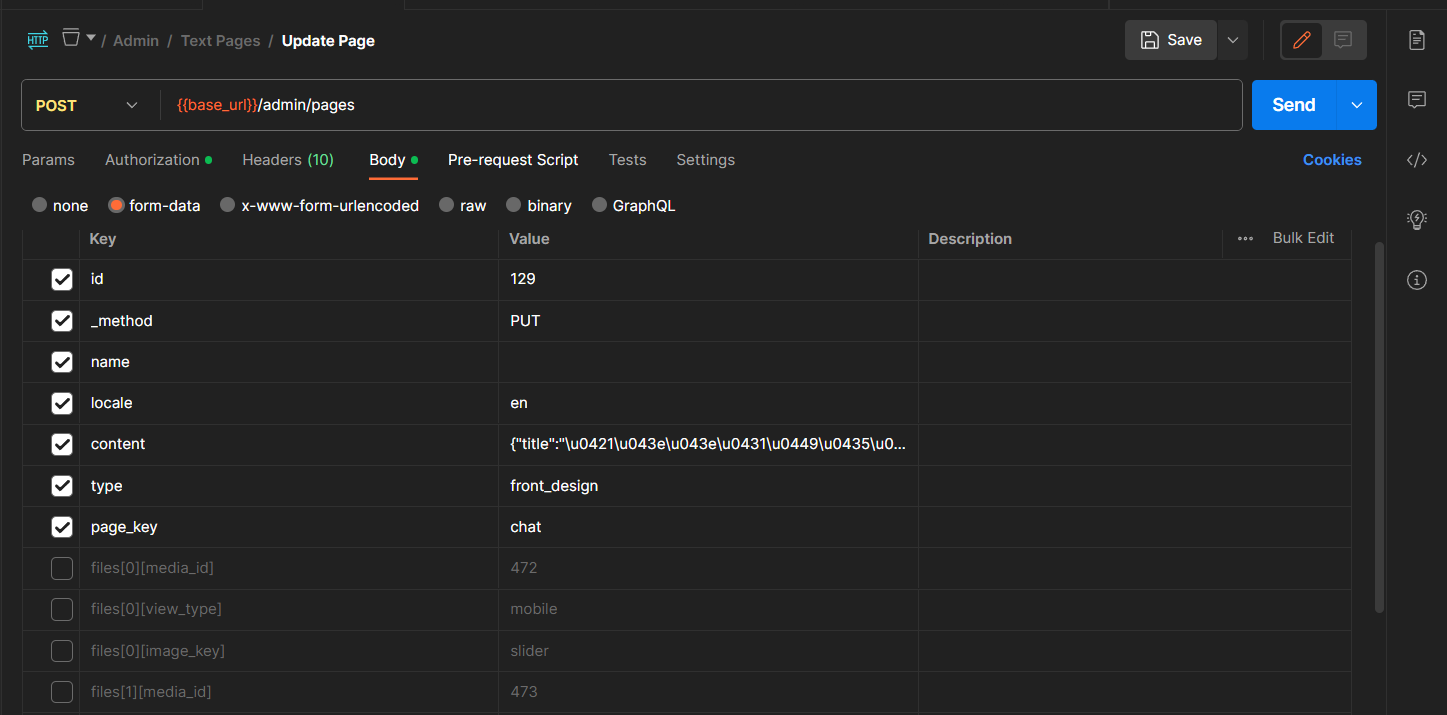 HTTP / Admin / Text Pages / Update Page Save
POST {{base_url}}/admin/pages Send
Params Authorization Headers (10) Body Pre-request Script Tests Settings Cookies
none form-data x-www-form-urlencoded raw binary GraphQL
Key Value Description ••• Bulk Edit
id 129
_method PUT
name
locale en
content {"title":"\u0421\u043e\u043e\u0431\u0449\u0435\u0...
type front_design
page_key chat
files[0][media_id] 472
files[0][view_type] mobile
files[0][image_key] slider
files[1][media_id] 473